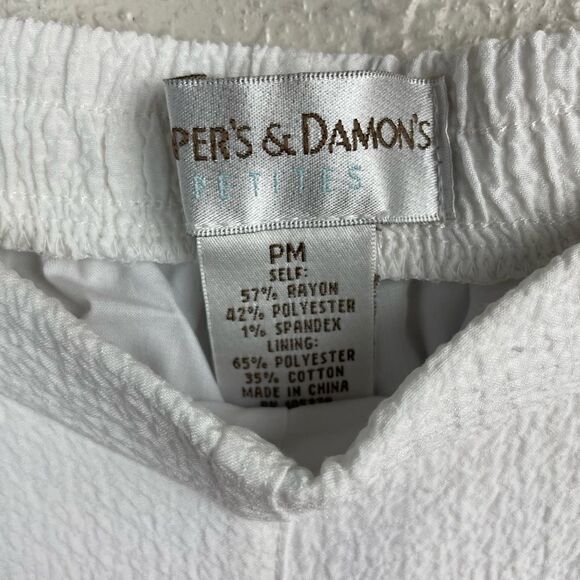 PER'S & DAMON'S
PETITES
PM
SELF:
57% RAYON
42% POLYESTER
1% SPANDEX
LINING:
65% POLYESTER
35% COTTON
MADE IN CHINA